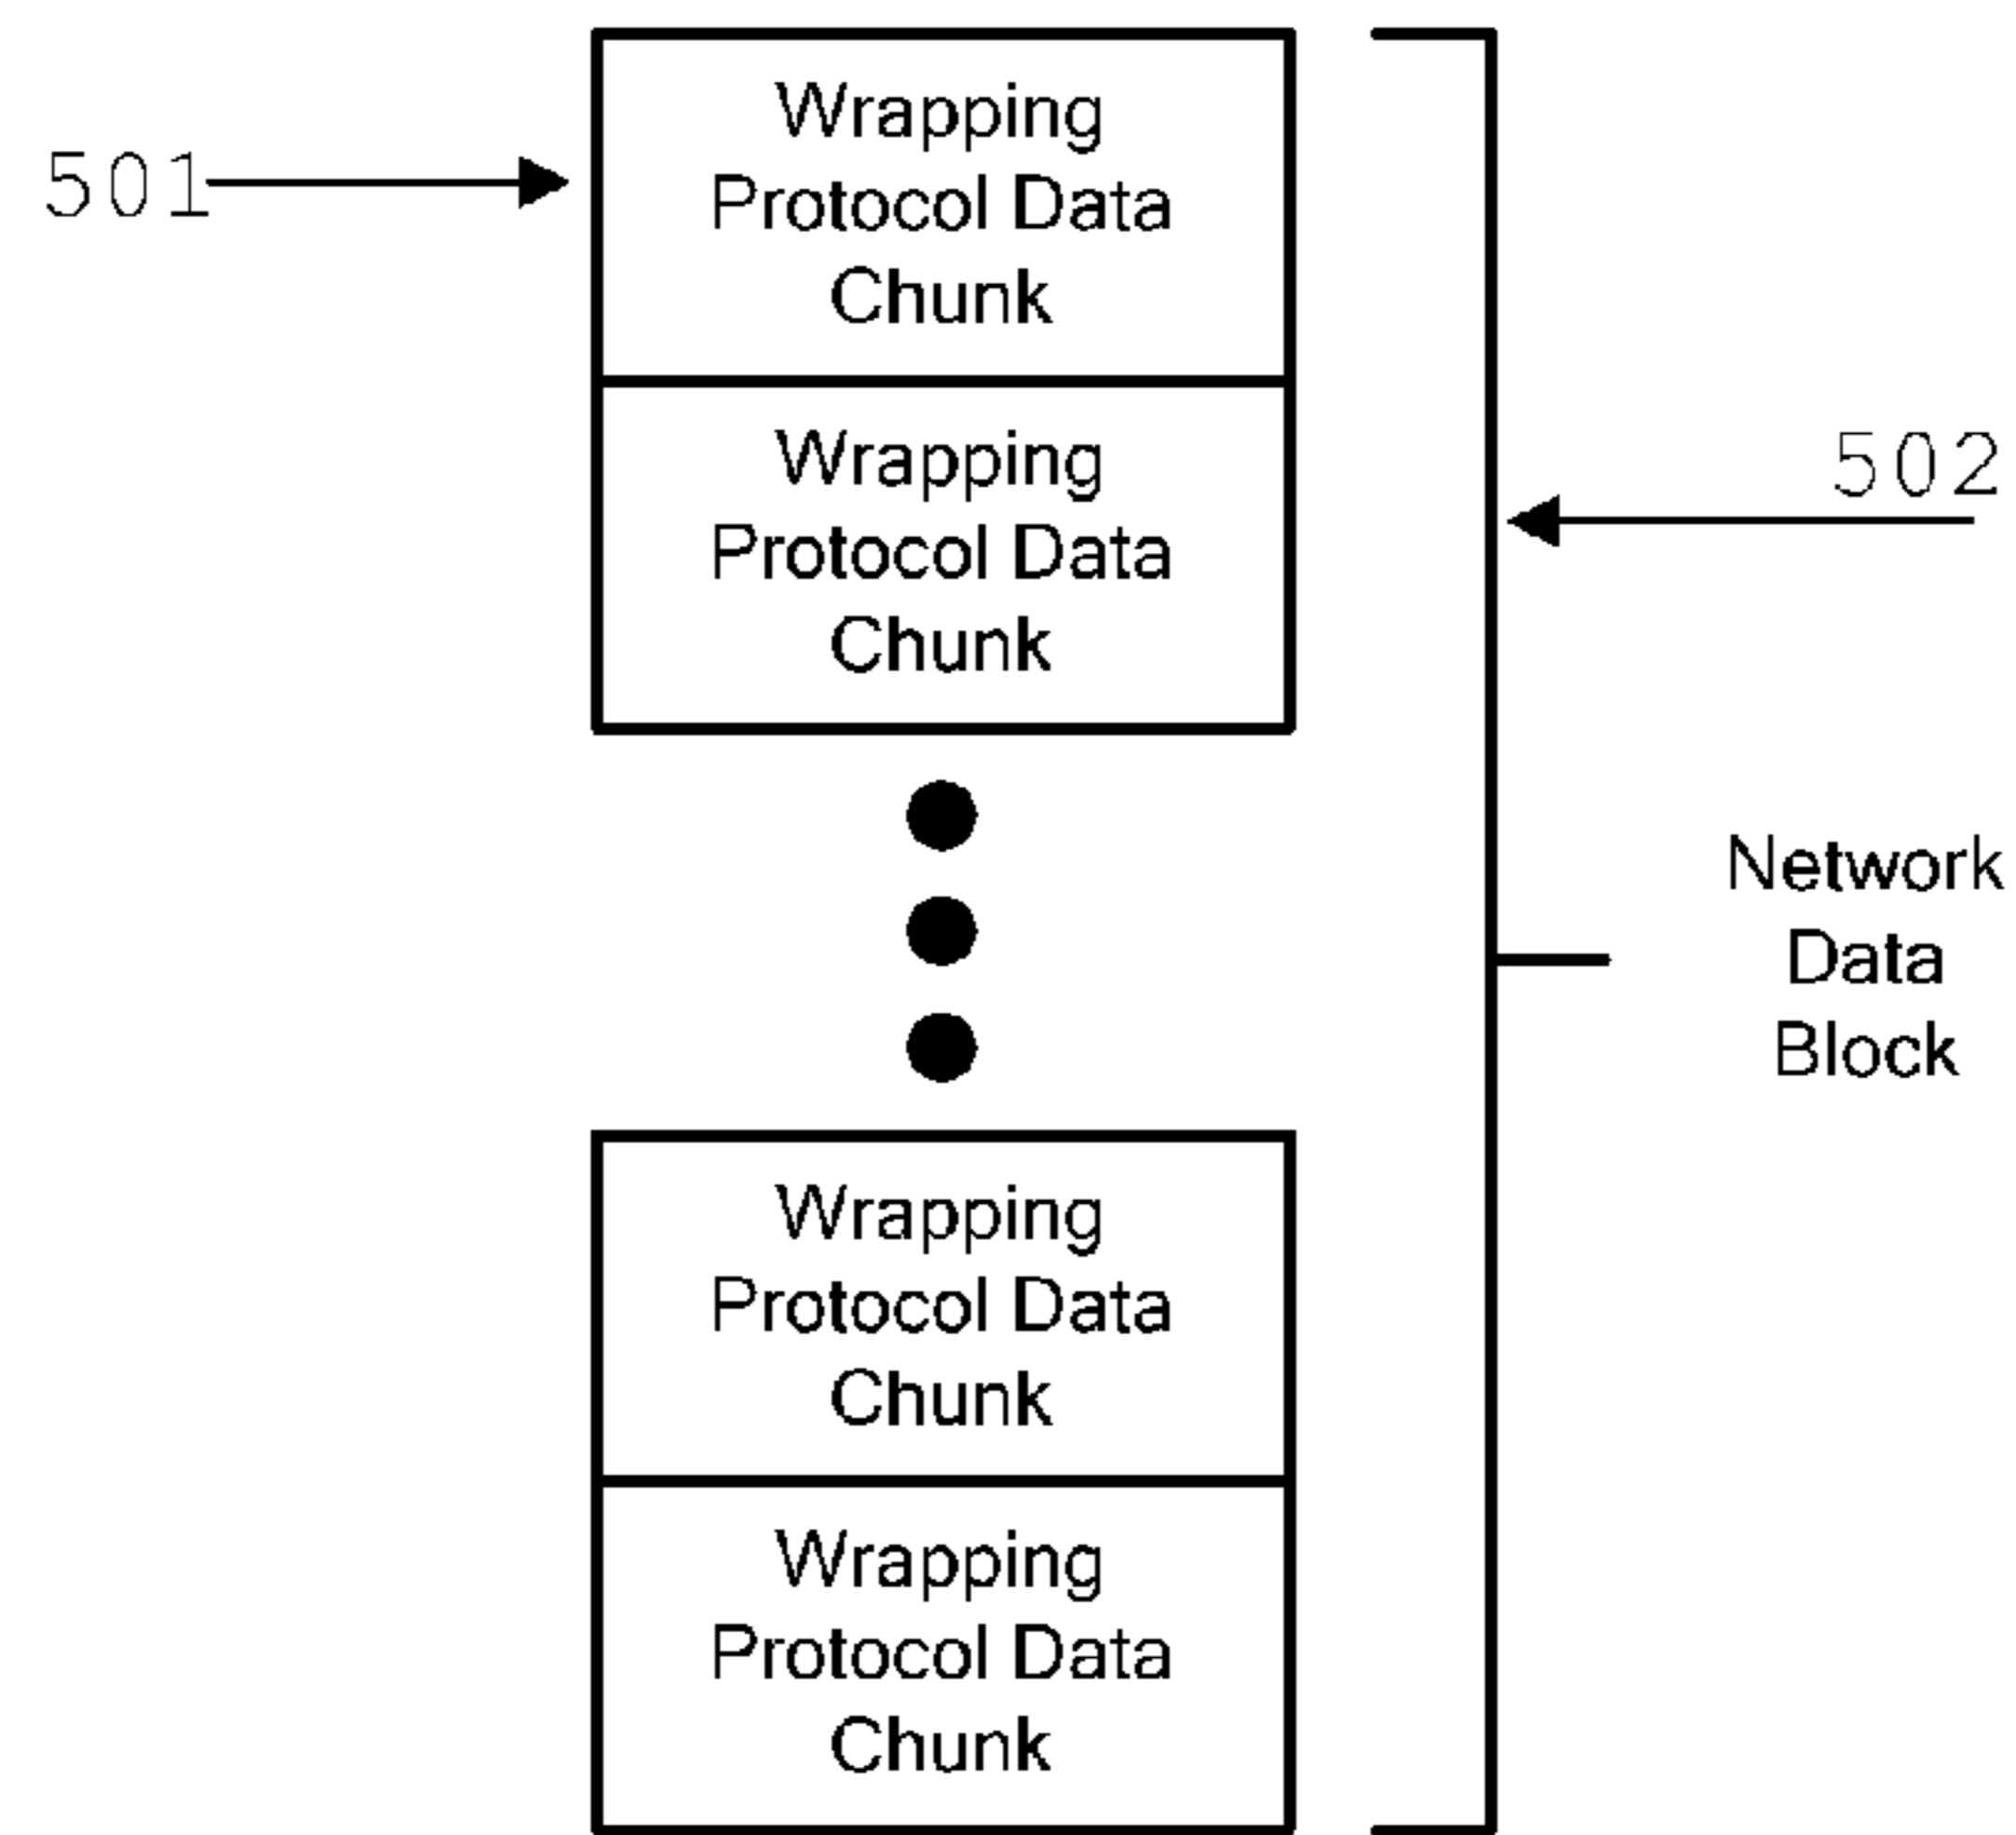 501
Wrapping
Protocol Data
Chunk
Wrapping
Protocol Data
Chunk
502
Network
Data
Block
Wrapping
Protocol Data
Chunk
Wrapping
Protocol Data
Chunk